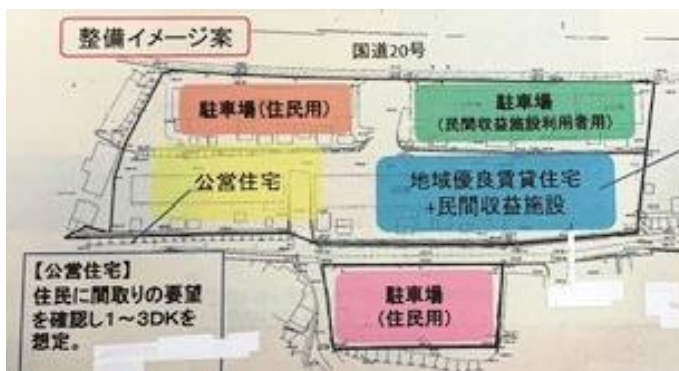 整備イメージ案
国道20号
駐車場(住民用)
駐車場
(民間収益施設利用者用)
公営住宅
地域優良賃貸住宅
+民間収益施設
【公営住宅】
住民に間取りの要望
を確認し1～3DKを
想定。
駐車場
(住民用)